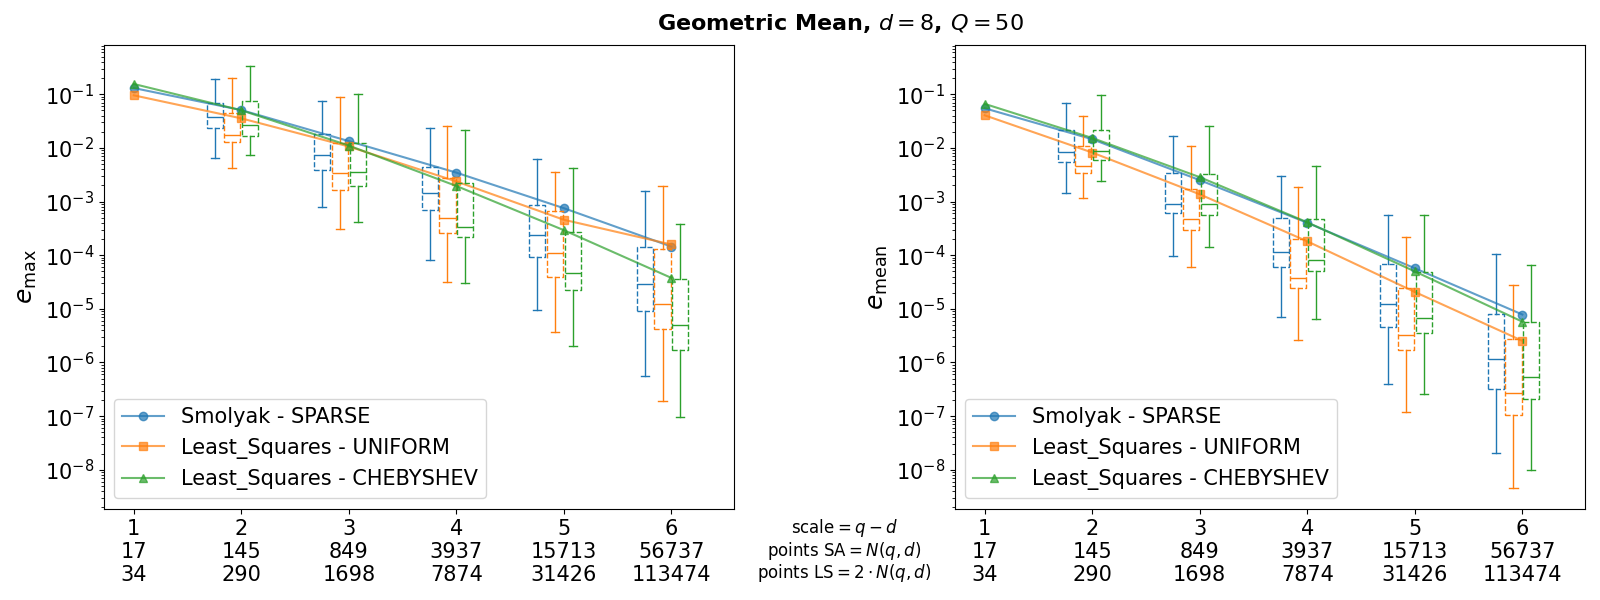 Geometric Mean, d = 8, Q = 50
10⁻¹
10⁻²
10⁻³
10⁻⁴
10⁻⁵
10⁻⁶
10⁻⁷
10⁻⁸
e_max
Smolyak - SPARSE
Least_Squares - UNIFORM
Least_Squares - CHEBYSHEV
1 2 3 4 5 6
17 145 849 3937 15713 56737
34 290 1698 7874 31426 113474
scale = q − d
points SA = N(q, d)
points LS = 2 · N(q, d)
10⁻¹
10⁻²
10⁻³
10⁻⁴
10⁻⁵
10⁻⁶
10⁻⁷
10⁻⁸
e_mean
Smolyak - SPARSE
Least_Squares - UNIFORM
Least_Squares - CHEBYSHEV
1 2 3 4 5 6
17 145 849 3937 15713 56737
34 290 1698 7874 31426 113474